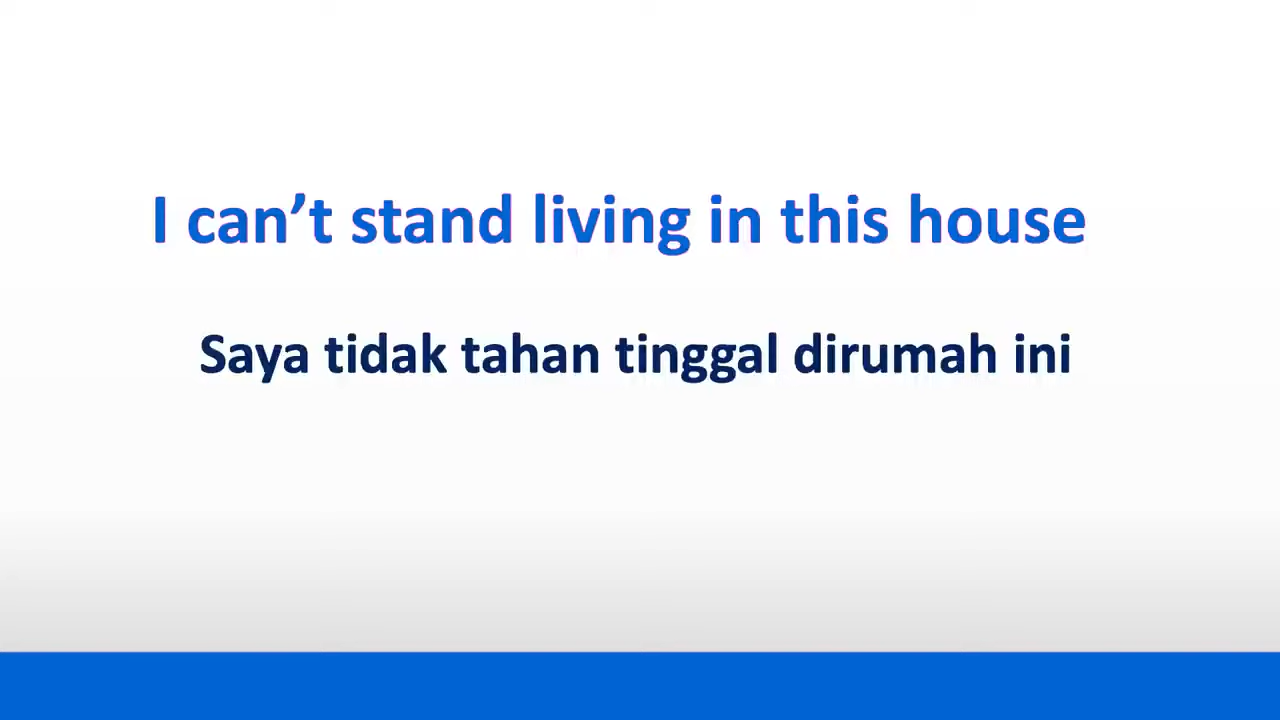 I can’t stand living in this house
Saya tidak tahan tinggal dirumah ini